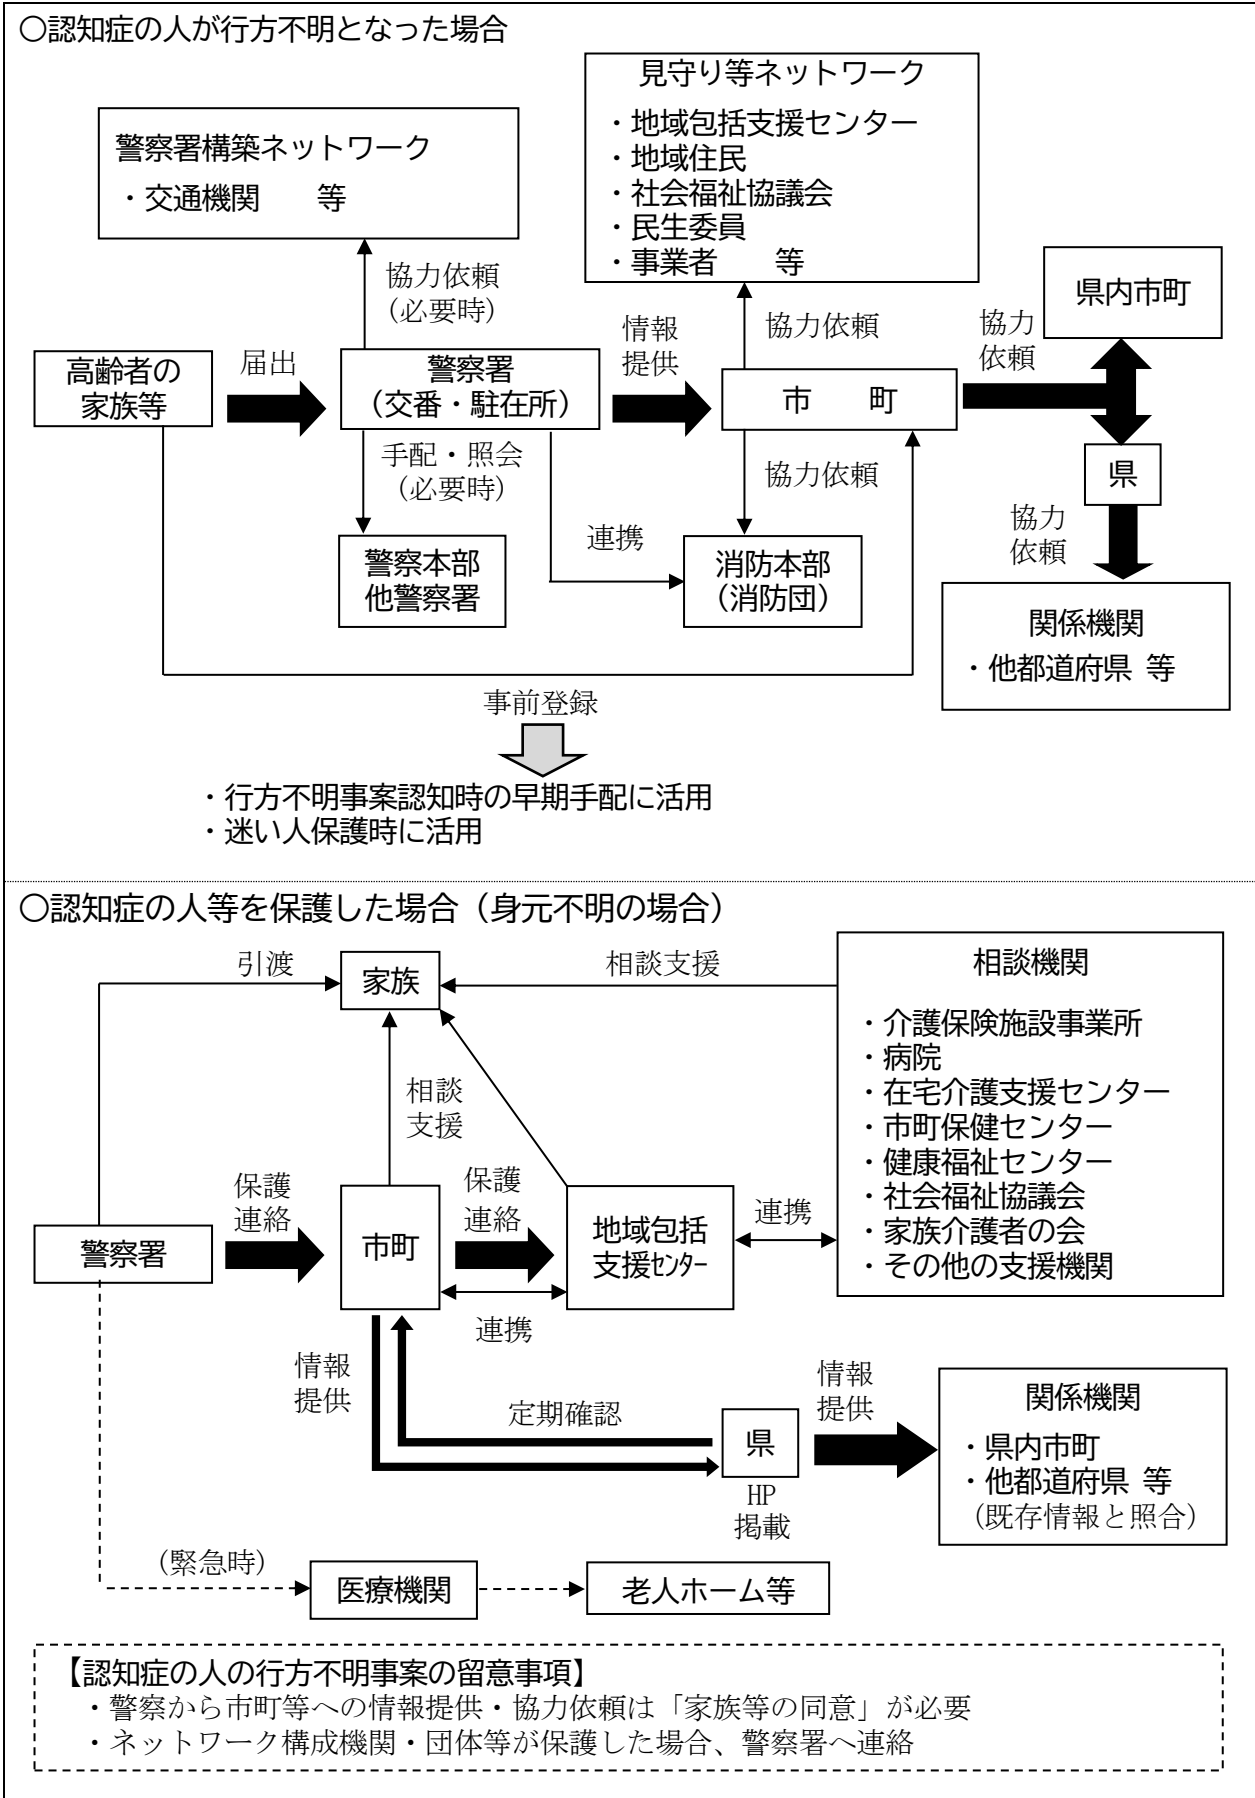 〇認知症の人が行方不明となった場合
見守り等ネットワーク
・地域包括支援センター
・地域住民
・社会福祉協議会
・民生委員
・事業者　　等
警察署構築ネットワーク
・交通機関　　等
協力依頼
(必要時)
協力依頼
情報
提供
協力
依頼
県内市町
高齢者の
家族等
届出
警察署
（交番・駐在所）
市　　町
手配・照会
(必要時)
協力依頼
県
連携
協力
依頼
警察本部
他警察署
消防本部
（消防団）
関係機関
・他都道府県 等
事前登録
・行方不明事案認知時の早期手配に活用
・迷い人保護時に活用
〇認知症の人等を保護した場合（身元不明の場合）
引渡
家族
相談支援
相談機関
・介護保険施設事業所
・病院
・在宅介護支援センター
・市町保健センター
・健康福祉センター
・社会福祉協議会
・家族介護者の会
・その他の支援機関
相談
支援
保護
連絡
保護
連絡
警察署
市町
地域包括
支援ｾﾝﾀｰ
連携
連携
情報
提供
定期確認
県
HP
掲載
情報
提供
関係機関
・県内市町
・他都道府県 等
（既存情報と照合）
(緊急時)
医療機関
老人ホーム等
【認知症の人の行方不明事案の留意事項】
・警察から市町等への情報提供・協力依頼は「家族等の同意」が必要
・ネットワーク構成機関・団体等が保護した場合、警察署へ連絡